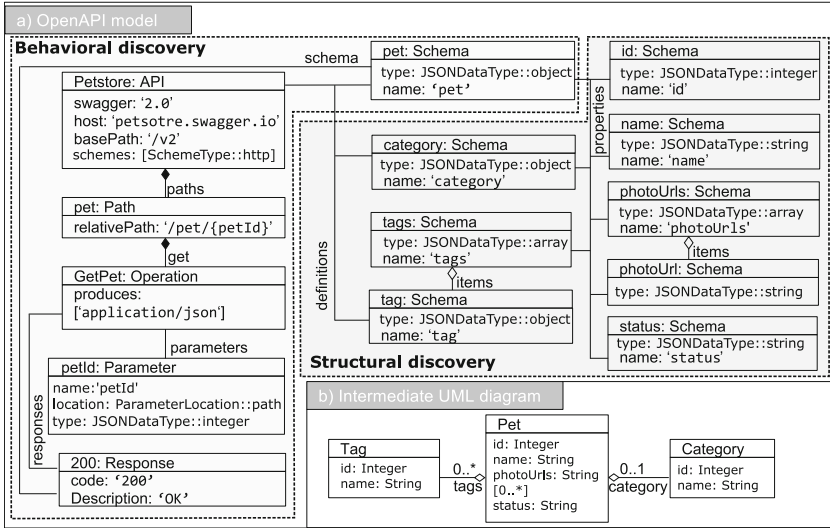 a) OpenAPI model
Behavioral discovery
schema
pet: Schema
type: JSONDataType::object
name: ‘pet’
Petstore: API
swagger: '2.0'
host: 'petsotre.swagger.io'
basePath: '/v2'
schemes: [SchemeType::http]
paths
pet: Path
relativePath: '/pet/{petId}'
get
GetPet: Operation
produces:
['application/json']
parameters
petId: Parameter
name:'petId'
location: ParameterLocation::path
type: JSONDataType::integer
responses
200: Response
code: ‘200’
Description: ‘OK’
definitions
properties
category: Schema
type: JSONDataType::object
name: 'category'
tags: Schema
type: JSONDataType::array
name: 'tags'
items
tag: Schema
type: JSONDataType::object
name: 'tag'
id: Schema
type: JSONDataType::integer
name: 'id'
name: Schema
type: JSONDataType::string
name: 'name'
photoUrls: Schema
type: JSONDataType::array
name: 'photoUrls'
items
photoUrl: Schema
type: JSONDataType::string
status: Schema
type: JSONDataType::string
name: 'status'
Structural discovery
b) Intermediate UML diagram
Tag
id: Integer
name: String
0..*
tags
Pet
id: Integer
name: String
photoUrls: String
[0..*]
status: String
0..1
category
Category
id: Integer
name: String